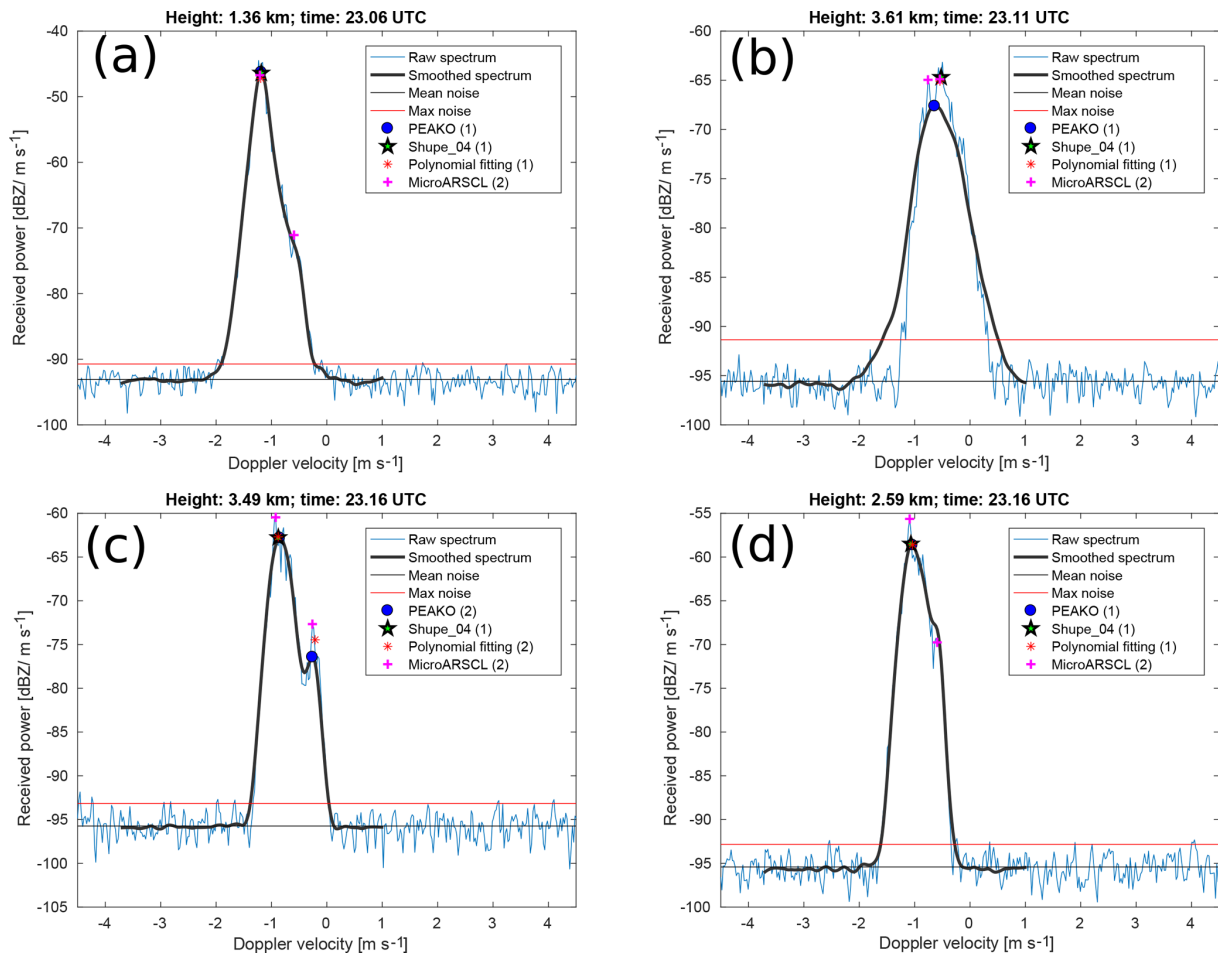 Height: 1.36 km; time: 23.06 UTC
(a)
Received power [dBZ/ m s-1]
-40
-50
-60
-70
-80
-90
-100
-4 -3 -2 -1 0 1 2 3 4
Doppler velocity [m s-1]
Raw spectrum
Smoothed spectrum
Mean noise
Max noise
PEAKO (1)
Shupe_04 (1)
Polynomial fitting (1)
MicroARSCL (2)
Height: 3.61 km; time: 23.11 UTC
(b)
Received power [dBZ/ m s-1]
-60
-65
-70
-75
-80
-85
-90
-95
-100
-4 -3 -2 -1 0 1 2 3 4
Doppler velocity [m s-1]
Raw spectrum
Smoothed spectrum
Mean noise
Max noise
PEAKO (1)
Shupe_04 (1)
Polynomial fitting (1)
MicroARSCL (2)
Height: 3.49 km; time: 23.16 UTC
(c)
Received power [dBZ/ m s-1]
-60
-65
-70
-75
-80
-85
-90
-95
-100
-105
-4 -3 -2 -1 0 1 2 3 4
Doppler velocity [m s-1]
Raw spectrum
Smoothed spectrum
Mean noise
Max noise
PEAKO (2)
Shupe_04 (1)
Polynomial fitting (2)
MicroARSCL (2)
Height: 2.59 km; time: 23.16 UTC
(d)
Received power [dBZ/ m s-1]
-55
-60
-65
-70
-75
-80
-85
-90
-95
-100
-4 -3 -2 -1 0 1 2 3 4
Doppler velocity [m s-1]
Raw spectrum
Smoothed spectrum
Mean noise
Max noise
PEAKO (1)
Shupe_04 (1)
Polynomial fitting (1)
MicroARSCL (2)